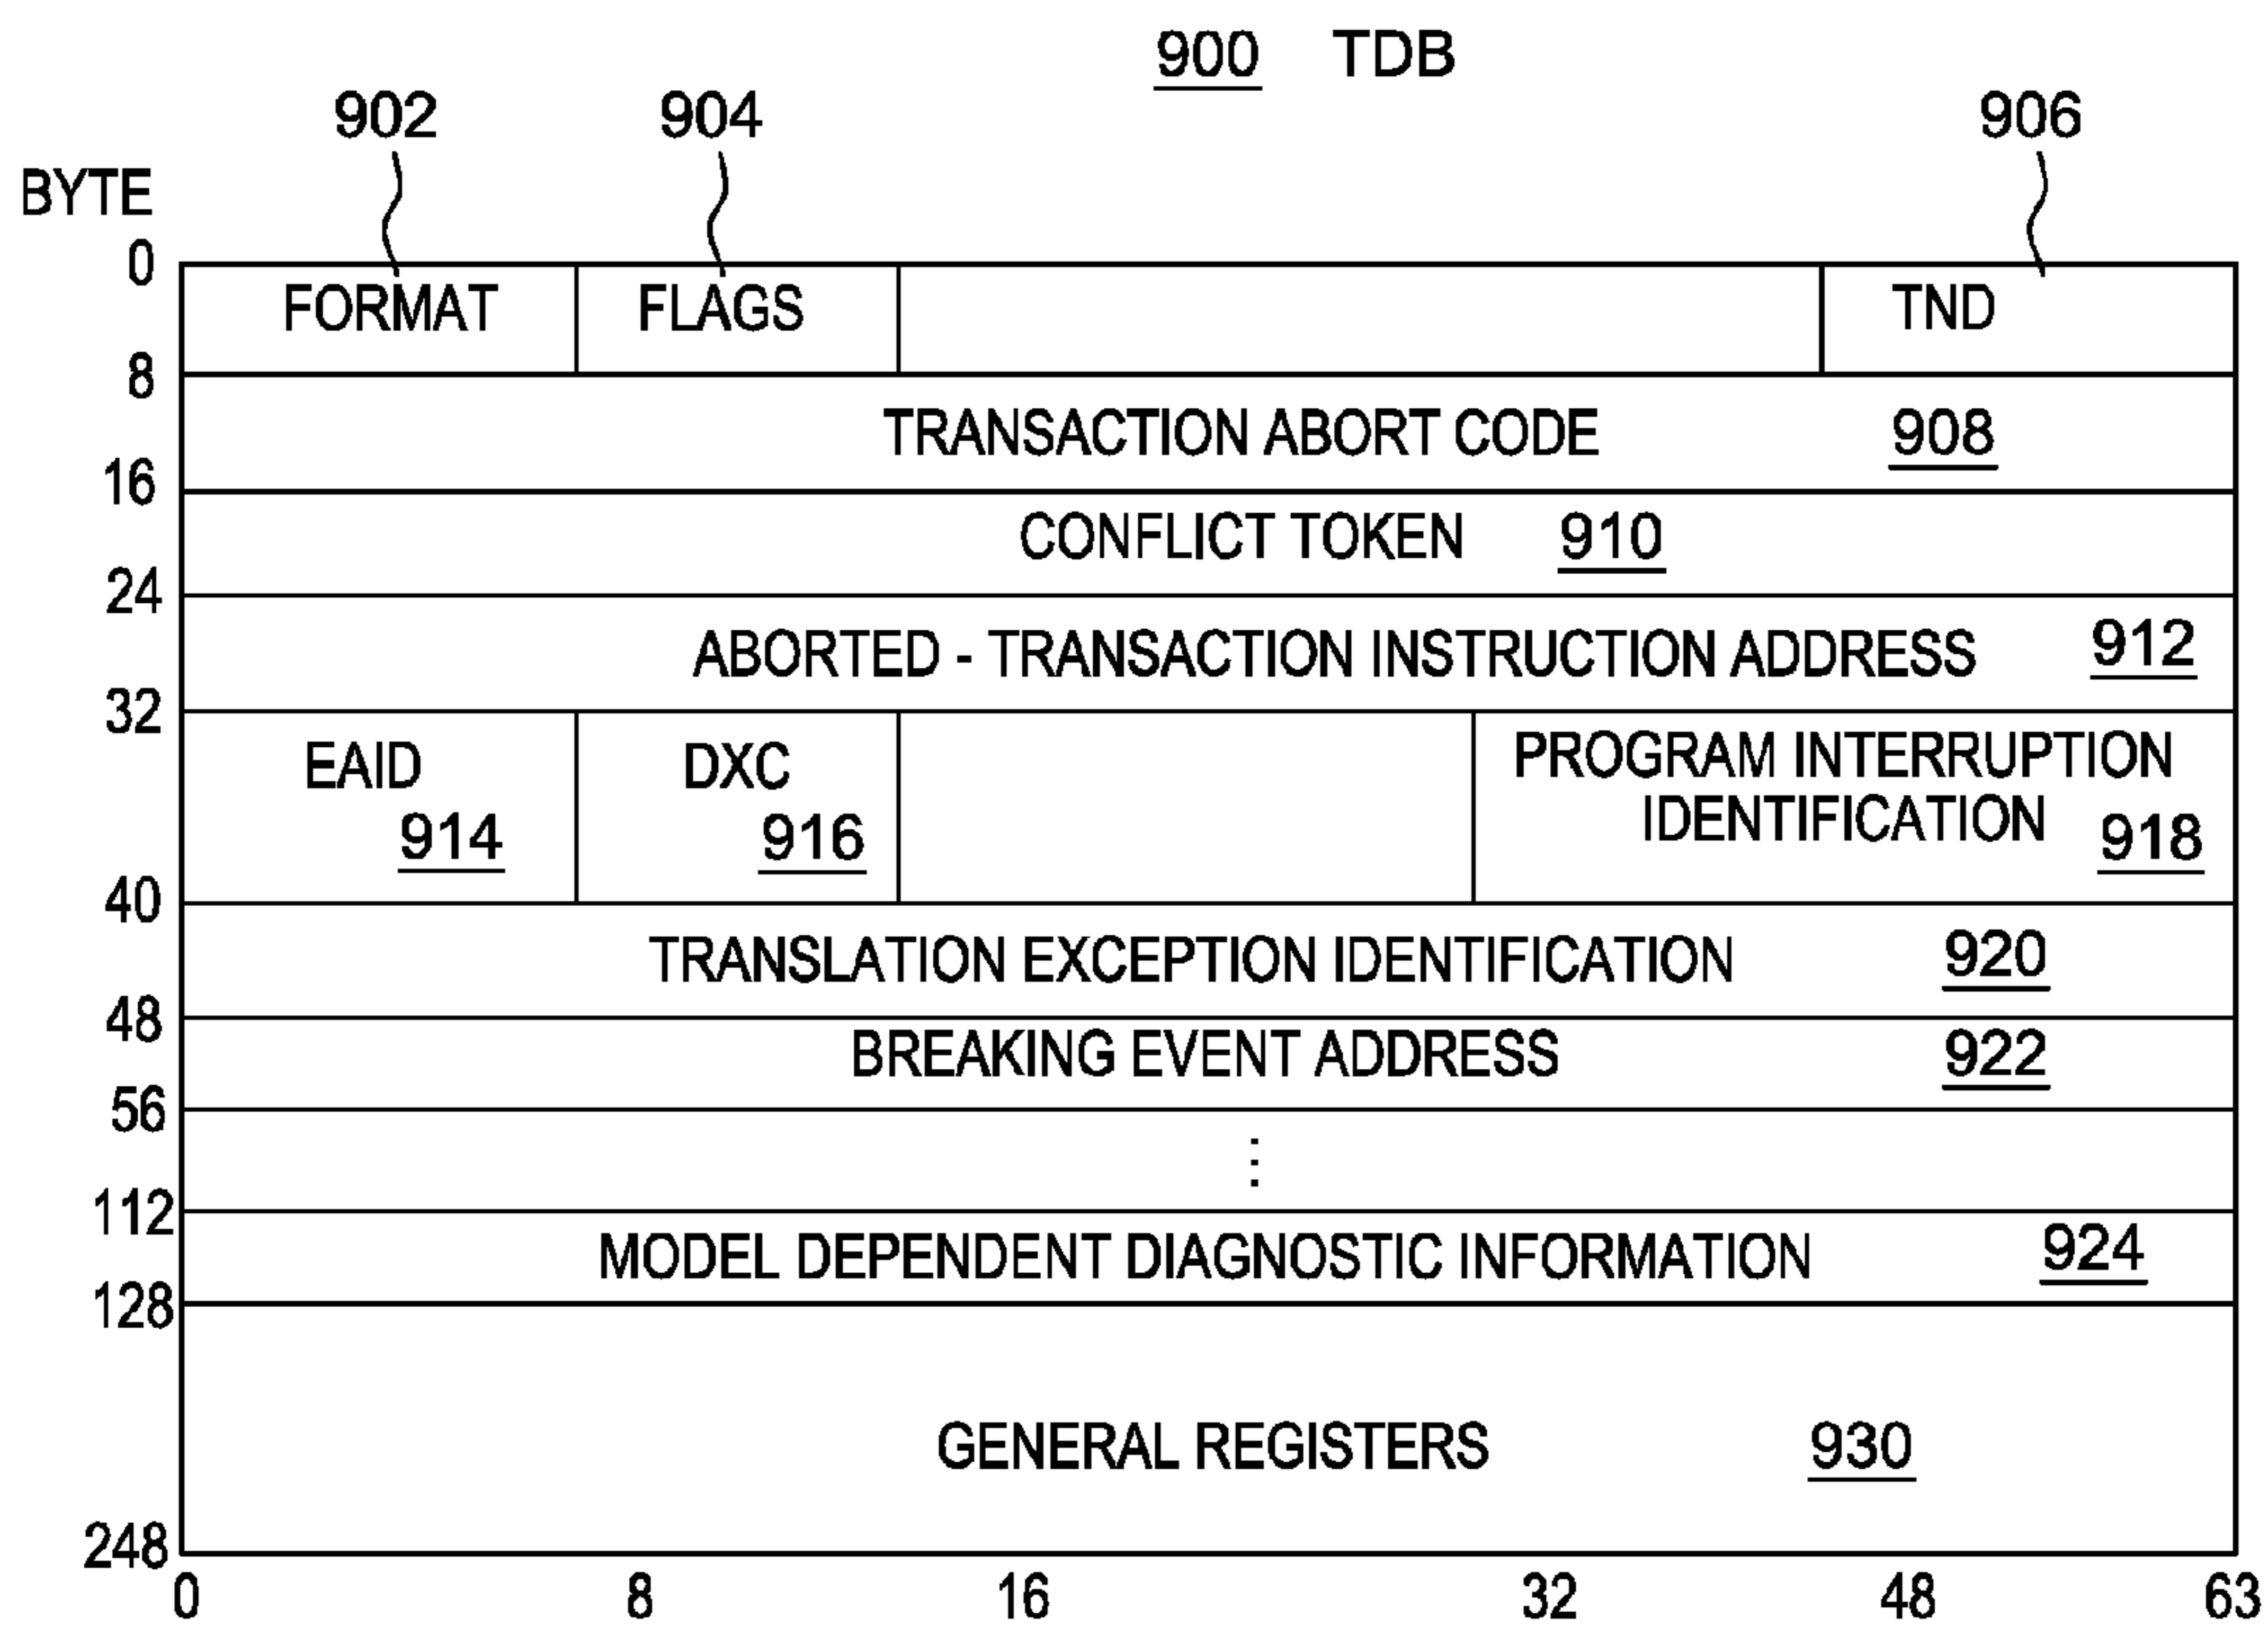 900 TDB
902 904 906
BYTE
0
FORMAT FLAGS TND
8
TRANSACTION ABORT CODE 908
16
CONFLICT TOKEN 910
24
ABORTED - TRANSACTION INSTRUCTION ADDRESS 912
32
EAID 914
DXC 916
PROGRAM INTERRUPTION
IDENTIFICATION 918
40
TRANSLATION EXCEPTION IDENTIFICATION 920
48
BREAKING EVENT ADDRESS 922
56
⋮
112
MODEL DEPENDENT DIAGNOSTIC INFORMATION 924
128
GENERAL REGISTERS 930
248
0 8 16 32 48 63